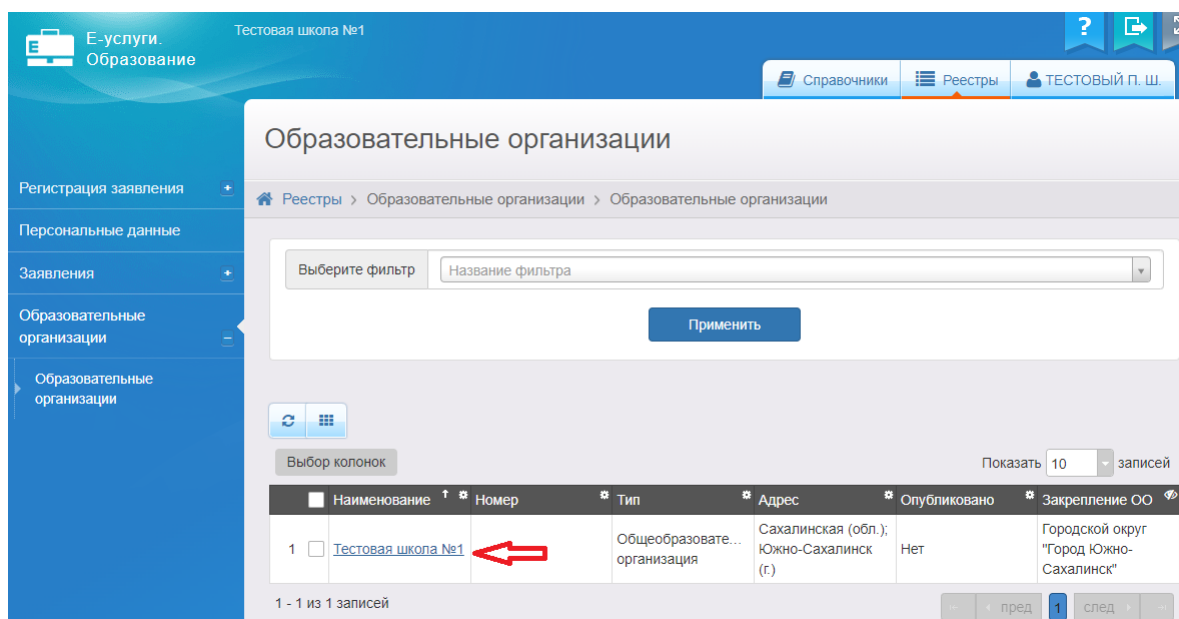 Е-услуги.
Образование
Тестовая школа №1
?
Справочники
Реестры
ТЕСТОВЫЙ П. Ш.
Образовательные организации
Регистрация заявления
Персональные данные
Заявления
Образовательные
организации
Образовательные
организации
Реестры > Образовательные организации > Образовательные организации
Выберите фильтр
Название фильтра
Применить
Выбор колонок
Показать 10 записей
Наименование Номер Тип Адрес Опубликовано Закрепление ОО
1 Тестовая школа №1
Общеобразовате...
организация
Сахалинская (обл.);
Южно-Сахалинск
(г.)
Нет
Городской округ
"Город Южно-
Сахалинск"
1 - 1 из 1 записей
пред 1 след